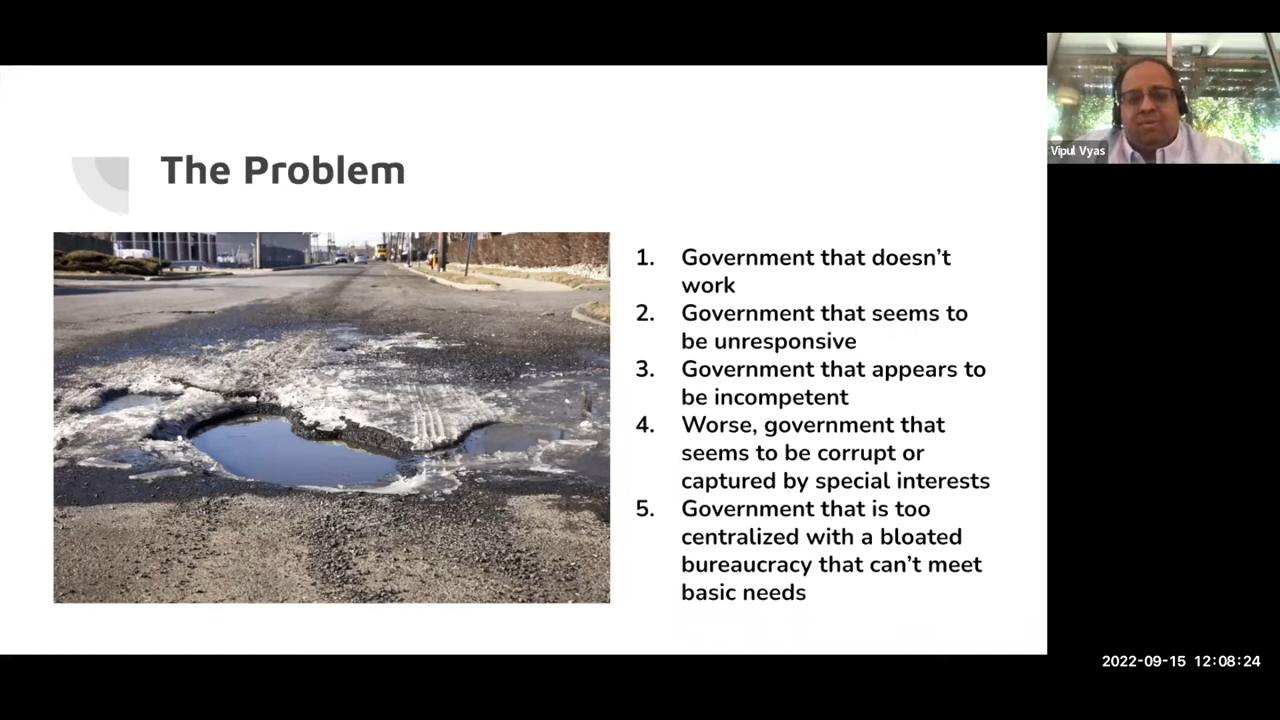 The Problem
1. Government that doesn't
work
2. Government that seems to
be unresponsive
3. Government that appears to
be incompetent
4. Worse, government that
seems to be corrupt or
captured by special interests
5. Government that is too
centralized with a bloated
bureaucracy that can't meet
basic needs
Vipul Vyas
2022-09-15 12:08:24